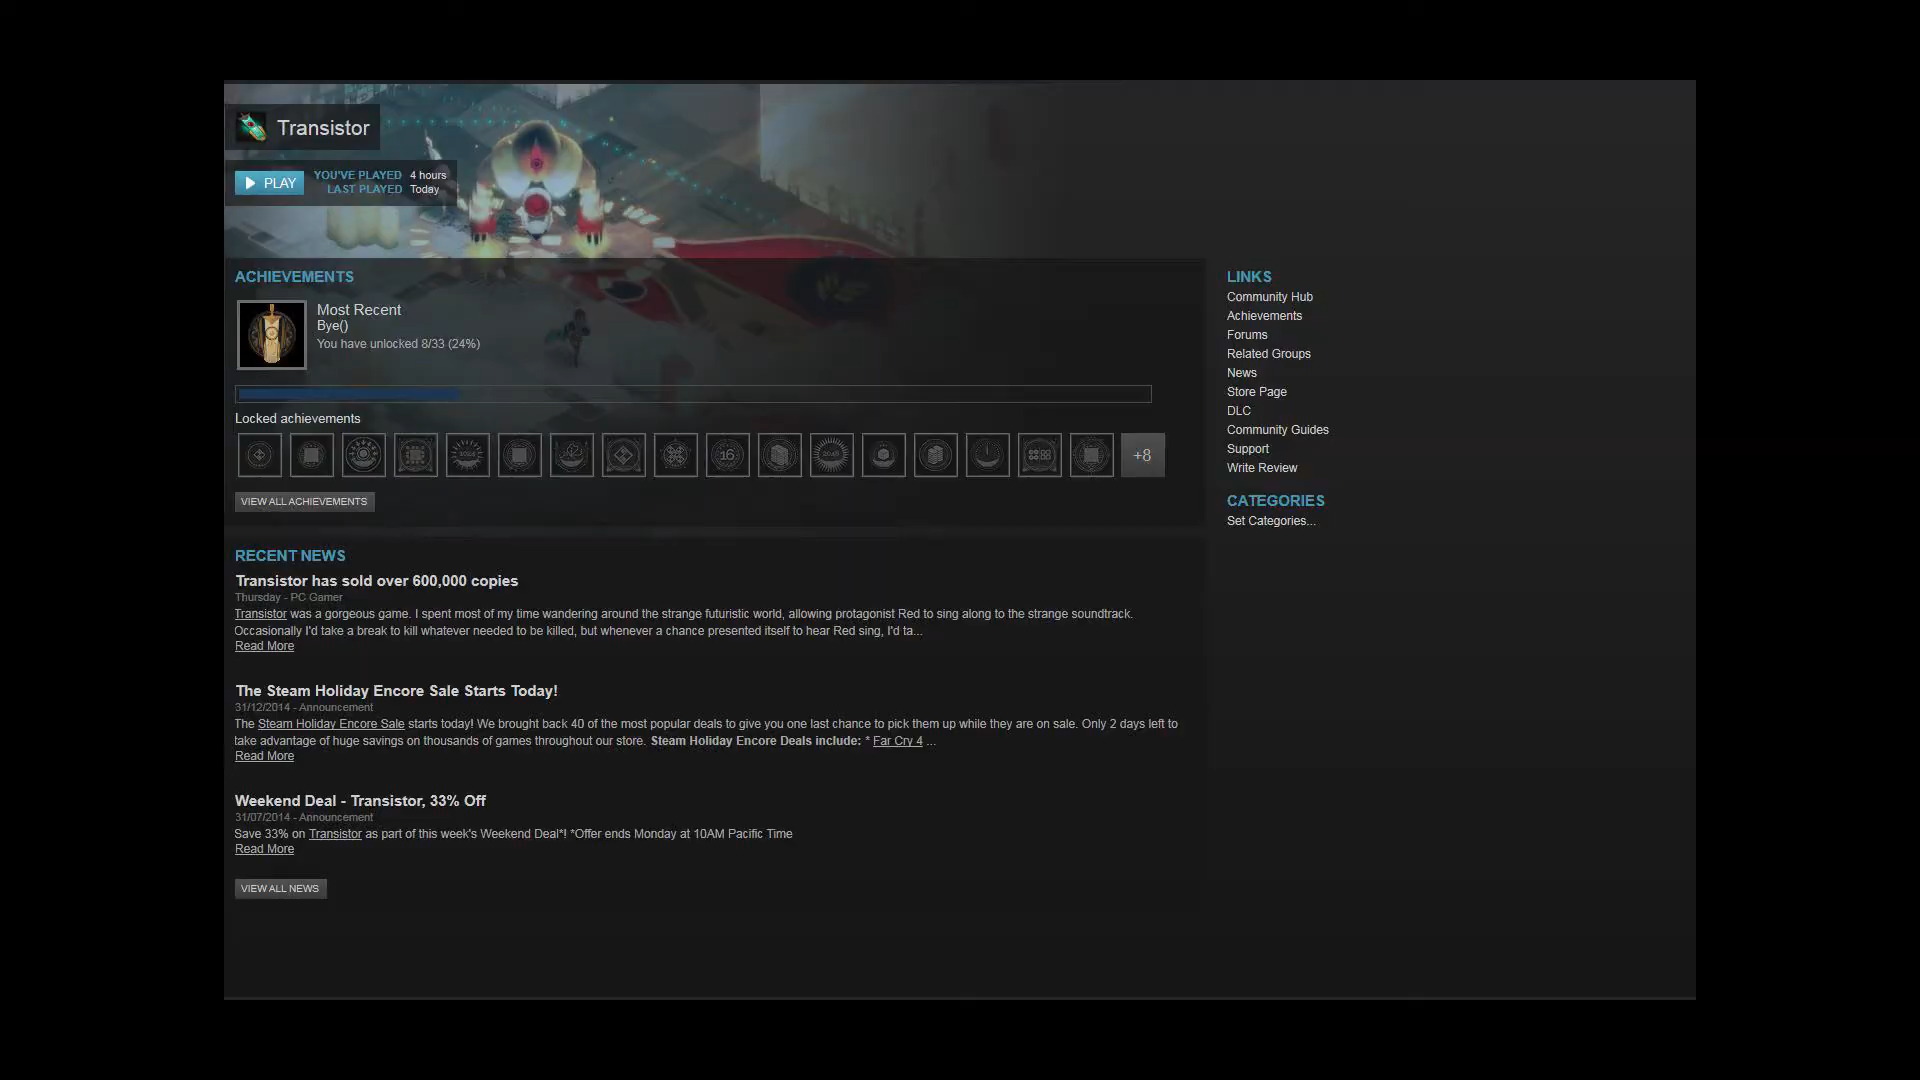 Transistor
PLAY
YOU'VE PLAYED 4 hours
LAST PLAYED Today
ACHIEVEMENTS
Most Recent
Bye()
You have unlocked 8/33 (24%)
Locked achievements
1024
16
2048
+8
VIEW ALL ACHIEVEMENTS
RECENT NEWS
Transistor has sold over 600,000 copies
Thursday - PC Gamer
Transistor was a gorgeous game. I spent most of my time wandering around the strange futuristic world, allowing protagonist Red to sing along to the strange soundtrack.
Occasionally I'd take a break to kill whatever needed to be killed, but whenever a chance presented itself to hear Red sing, I'd ta...
Read More
The Steam Holiday Encore Sale Starts Today!
31/12/2014 - Announcement
The Steam Holiday Encore Sale starts today! We brought back 40 of the most popular deals to give you one last chance to pick them up while they are on sale. Only 2 days left to
take advantage of huge savings on thousands of games throughout our store. Steam Holiday Encore Deals include: * Far Cry 4 ...
Read More
Weekend Deal - Transistor, 33% Off
31/07/2014 - Announcement
Save 33% on Transistor as part of this week's Weekend Deal*! *Offer ends Monday at 10AM Pacific Time
Read More
VIEW ALL NEWS
LINKS
Community Hub
Achievements
Forums
Related Groups
News
Store Page
DLC
Community Guides
Support
Write Review
CATEGORIES
Set Categories...